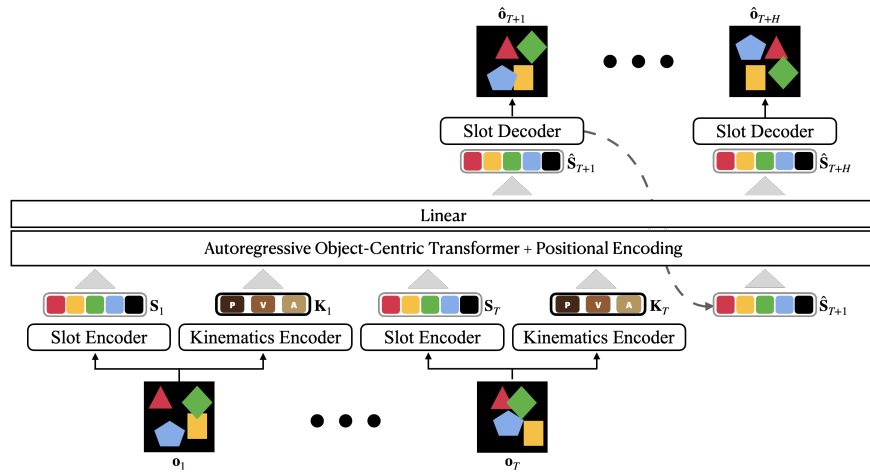 ô_{T+1}
ô_{T+H}
Slot Decoder
Slot Decoder
Ŝ_{T+1}
Ŝ_{T+H}
Linear
Autoregressive Object-Centric Transformer + Positional Encoding
S_1
P V A
K_1
S_T
P V A
K_T
Ŝ_{T+1}
Slot Encoder
Kinematics Encoder
Slot Encoder
Kinematics Encoder
o_1
o_T